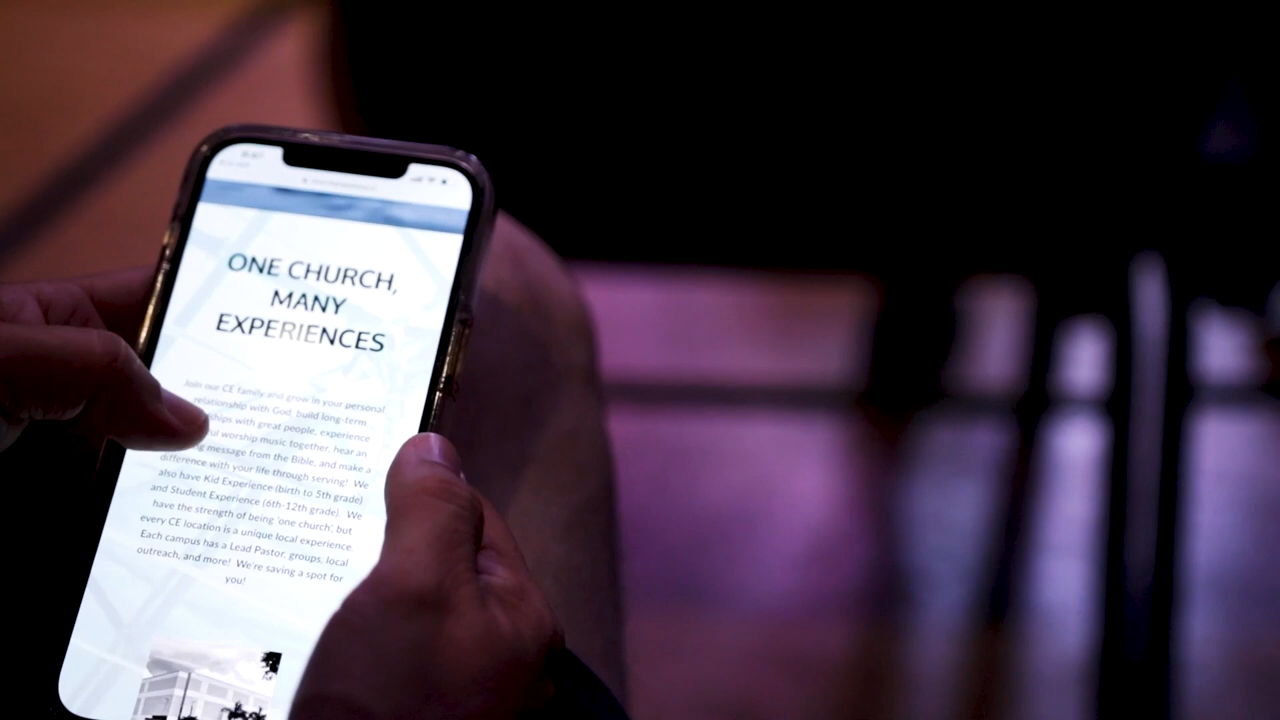 ONE CHURCH,
MANY
EXPERIENCES
Join our CE family and grow in your personal
relationship with God, build long-term
with great people, experience
worship music together, hear an
message from the Bible, and make a
difference with your life through serving! We
also have Kid Experience (birth to 5th grade)
and Student Experience (6th-12th grade). We
have the strength of being 'one church', but
every CE location is a unique local experience.
Each campus has a Lead Pastor, groups, local
outreach, and more! We're saving a spot for
you!